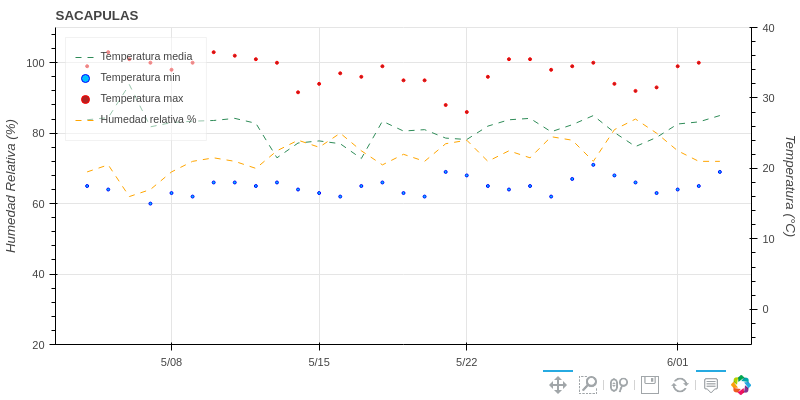 SACAPULAS
Temperatura media
Temperatura min
Temperatura max
Humedad relativa %
Humedad Relativa (%)
100
80
60
40
20
40
30
20
10
0
Temperatura (°C)
5/08
5/15
5/22
6/01